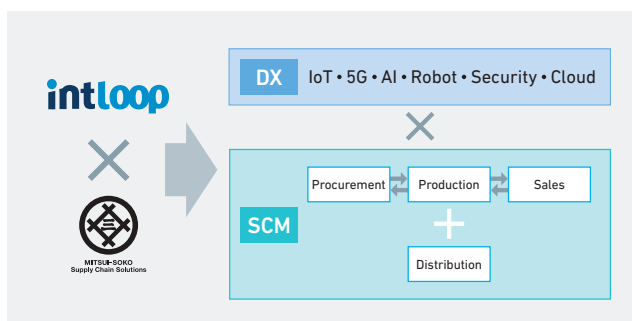 intloop
MITSUI-SOKO
Supply Chain Solutions
DX IoT • 5G • AI • Robot • Security • Cloud
SCM
Procurement Production Sales
Distribution